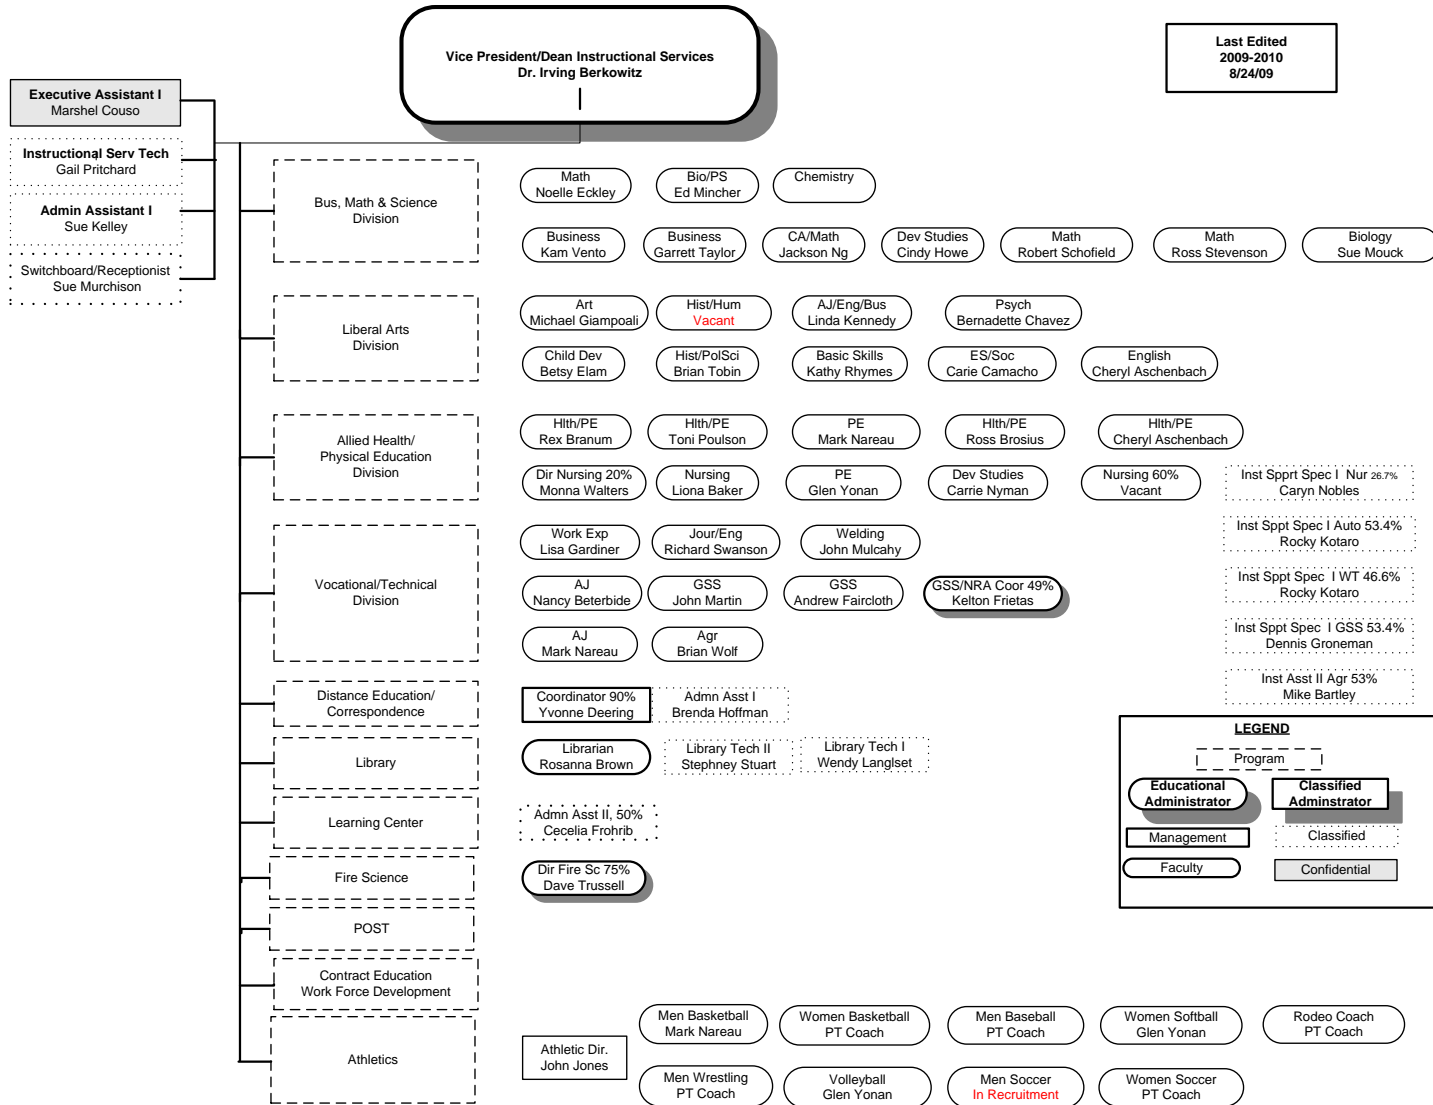 Vice President/Dean Instructional Services
Dr. Irving Berkowitz
Last Edited
2009-2010
8/24/09
Executive Assistant I
Marshel Couso
Instructional Serv Tech
Gail Pritchard
Admin Assistant I
Sue Kelley
Switchboard/Receptionist
Sue Murchison
Bus, Math & Science
Division
Math
Noelle Eckley
Bio/PS
Ed Mincher
Chemistry
Business
Kam Vento
Business
Garrett Taylor
CA/Math
Jackson Ng
Dev Studies
Cindy Howe
Math
Robert Schofield
Math
Ross Stevenson
Biology
Sue Mouck
Liberal Arts
Division
Art
Michael Giampoali
Hist/Hum
Vacant
AJ/Eng/Bus
Linda Kennedy
Psych
Bernadette Chavez
Child Dev
Betsy Elam
Hist/PolSci
Brian Tobin
Basic Skills
Kathy Rhymes
ES/Soc
Carie Camacho
English
Cheryl Aschenbach
Allied Health/
Physical Education
Division
Hlth/PE
Rex Branum
Hlth/PE
Toni Poulson
PE
Mark Nareau
Hlth/PE
Ross Brosius
Hlth/PE
Cheryl Aschenbach
Dir Nursing 20%
Monna Walters
Nursing
Liona Baker
PE
Glen Yonan
Dev Studies
Carrie Nyman
Nursing 60%
Vacant
Inst Spprt Spec I Nur 26.7%
Caryn Nobles
Inst Sppt Spec I Auto 53.4%
Rocky Kotaro
Inst Sppt Spec I WT 46.6%
Rocky Kotaro
Inst Sppt Spec I GSS 53.4%
Dennis Groneman
Inst Asst II Agr 53%
Mike Bartley
Vocational/Technical
Division
Work Exp
Lisa Gardiner
Jour/Eng
Richard Swanson
Welding
John Mulcahy
AJ
Nancy Beterbide
GSS
John Martin
GSS
Andrew Faircloth
GSS/NRA Coor 49%
Kelton Frietas
AJ
Mark Nareau
Agr
Brian Wolf
Distance Education/
Correspondence
Coordinator 90%
Yvonne Deering
Admn Asst I
Brenda Hoffman
Library
Librarian
Rosanna Brown
Library Tech II
Stephney Stuart
Library Tech I
Wendy Langlset
Learning Center
Admn Asst II, 50%
Cecelia Frohrib
Fire Science
Dir Fire Sc 75%
Dave Trussell
POST
Contract Education
Work Force Development
Athletics
Athletic Dir.
John Jones
Men Basketball
Mark Nareau
Women Basketball
PT Coach
Men Baseball
PT Coach
Women Softball
Glen Yonan
Rodeo Coach
PT Coach
Men Wrestling
PT Coach
Volleyball
Glen Yonan
Men Soccer
In Recruitment
Women Soccer
PT Coach
LEGEND
Program
Educational
Administrator
Classified
Adminstrator
Management
Classified
Faculty
Confidential